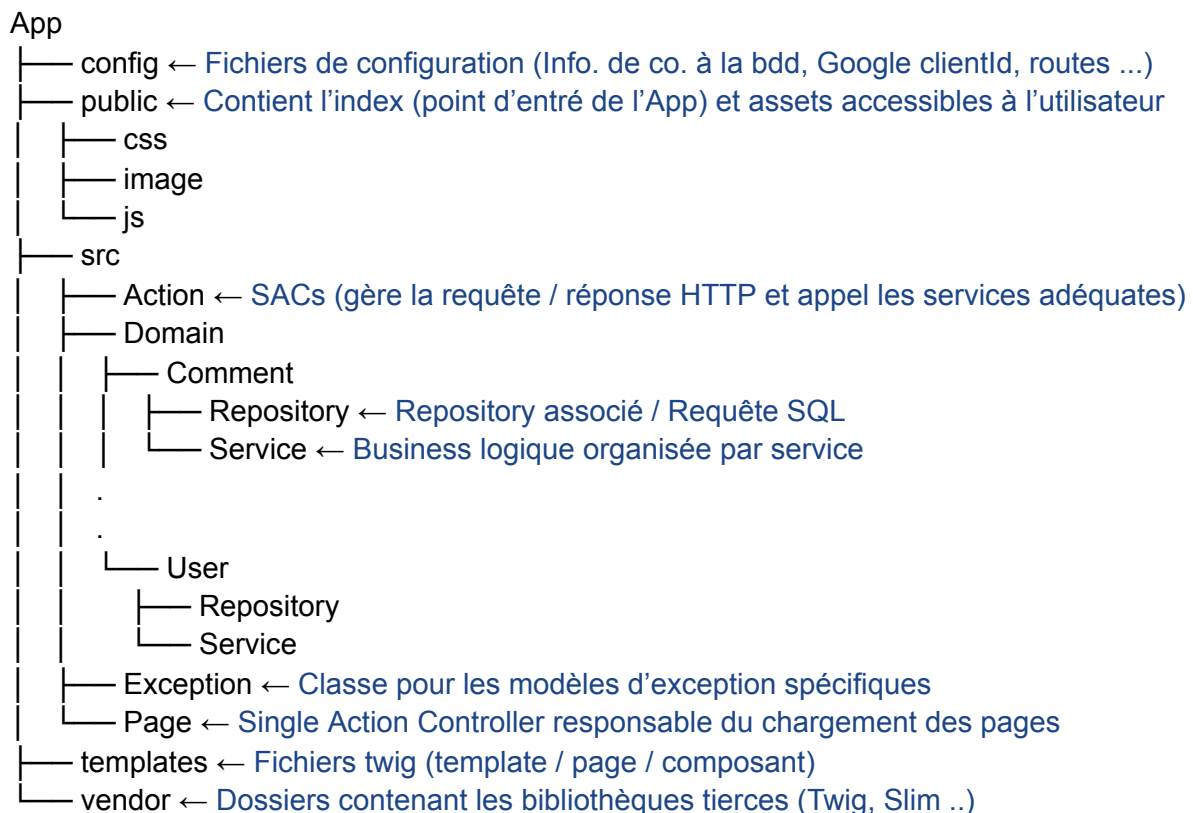 App
├── config ← Fichiers de configuration (Info. de co. à la bdd, Google clientId, routes ...)
├── public ← Contient l’index (point d’entré de l’App) et assets accessibles à l’utilisateur
│   ├── css
│   ├── image
│   └── js
├── src
│   ├── Action ← SACs (gère la requête / réponse HTTP et appel les services adéquates)
│   ├── Domain
│   │   ├── Comment
│   │   │   ├── Repository ← Repository associé / Requête SQL
│   │   │   └── Service ← Business logique organisée par service
│   │   .
│   │   .
│   │   └── User
│   │       ├── Repository
│   │       └── Service
│   ├── Exception ← Classe pour les modèles d’exception spécifiques
│   └── Page ← Single Action Controller responsable du chargement des pages
├── templates ← Fichiers twig (template / page / composant)
└── vendor ← Dossiers contenant les bibliothèques tierces (Twig, Slim ..)